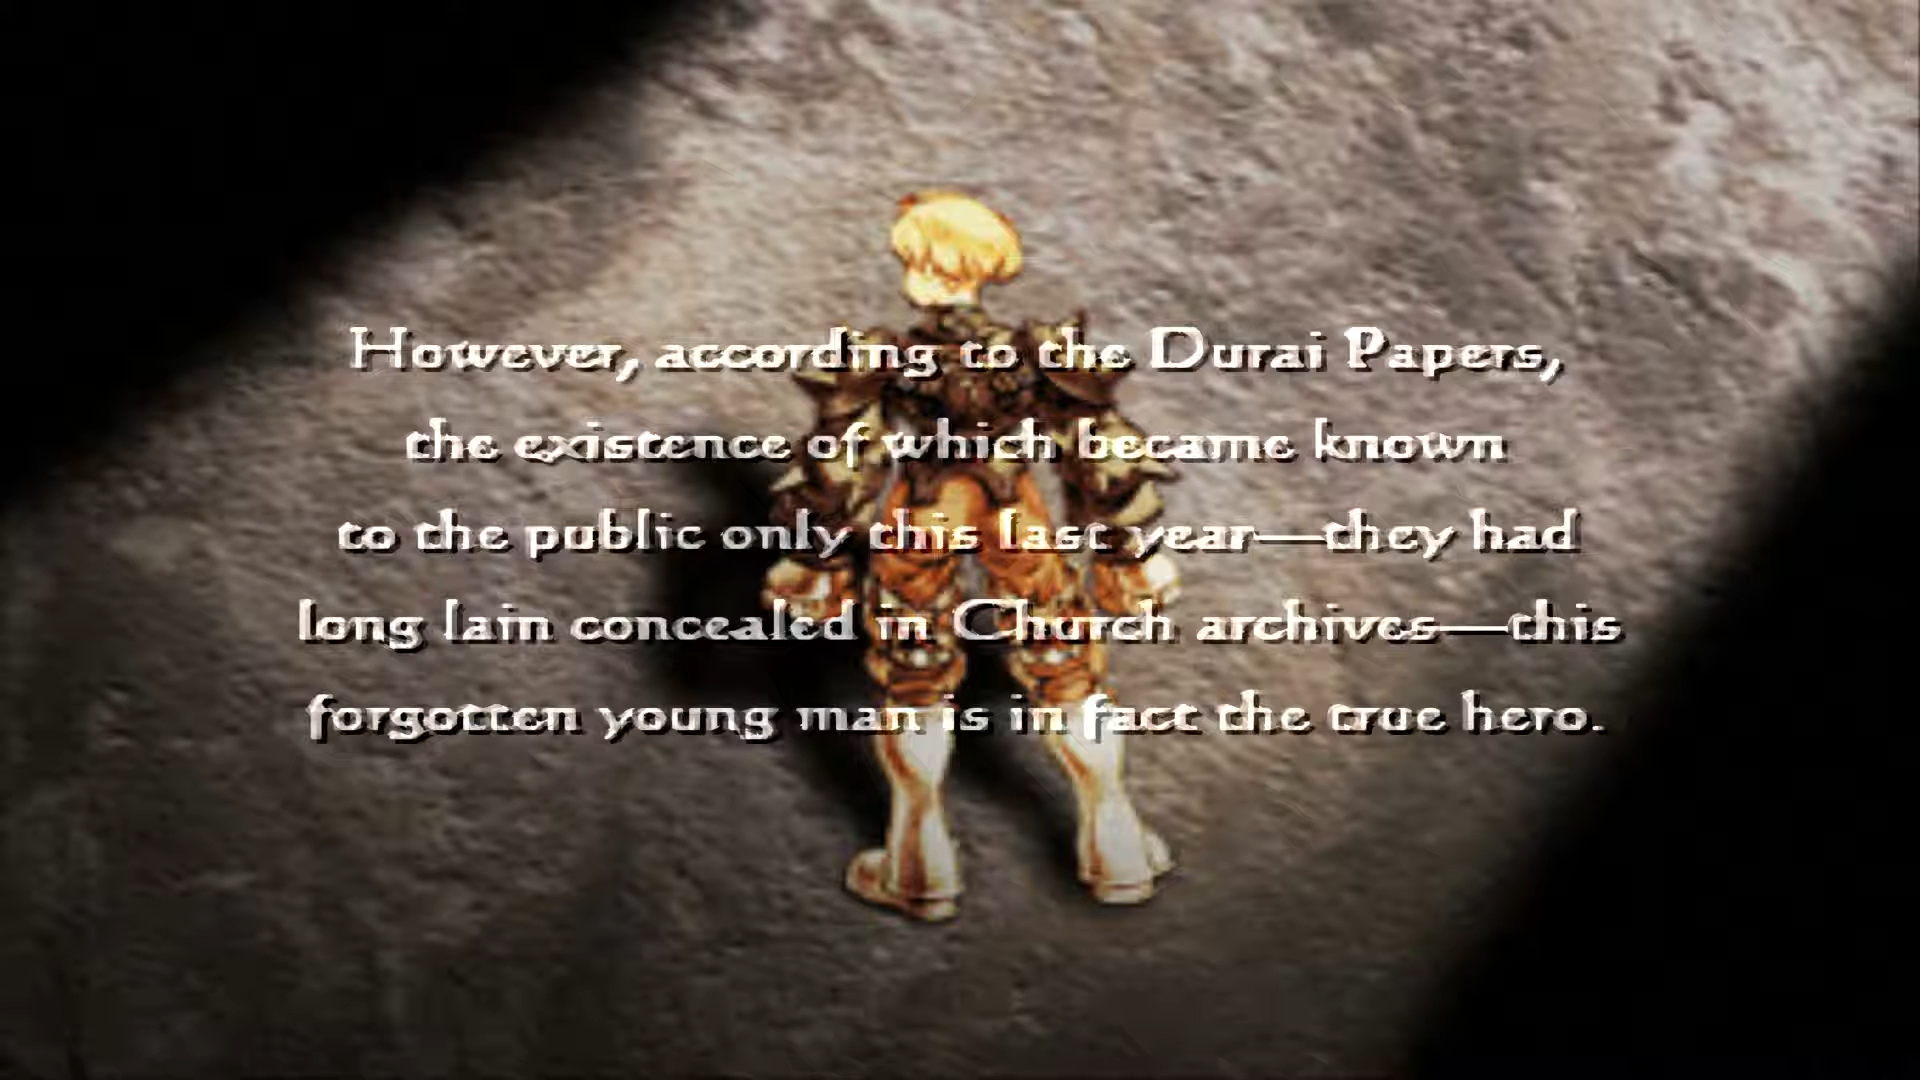 However, according to the Durai Papers,
the existence of which became known
to the public only this last year—they had
long lain concealed in Church archives—this
forgotten young man is in fact the true hero.